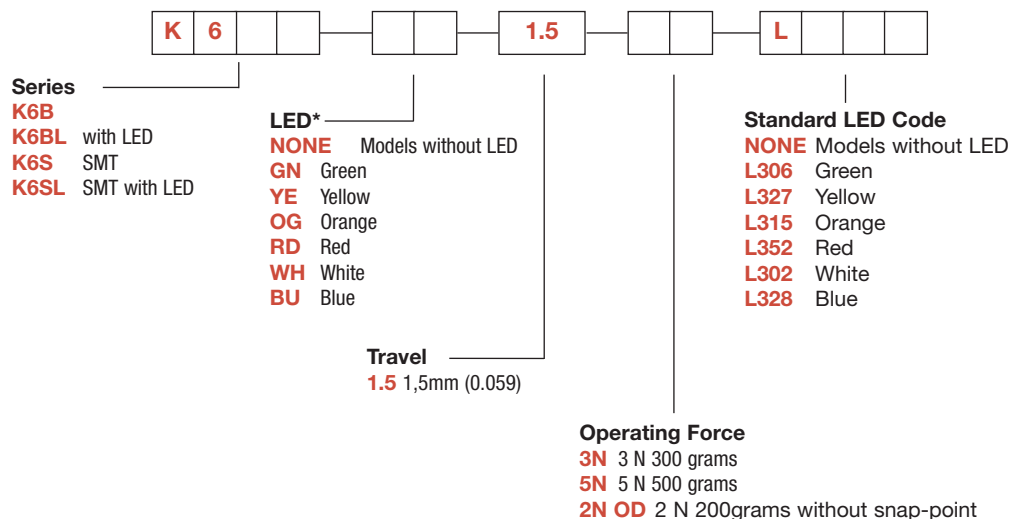 K 6 1.5 L
Series
K6B
K6BL with LED
K6S SMT
K6SL SMT with LED
LED*
NONE Models without LED
GN Green
YE Yellow
OG Orange
RD Red
WH White
BU Blue
Travel
1.5 1,5mm (0.059)
Operating Force
3N 3 N 300 grams
5N 5 N 500 grams
2N OD 2 N 200grams without snap-point
Standard LED Code
NONE Models without LED
L306 Green
L327 Yellow
L315 Orange
L352 Red
L302 White
L328 Blue